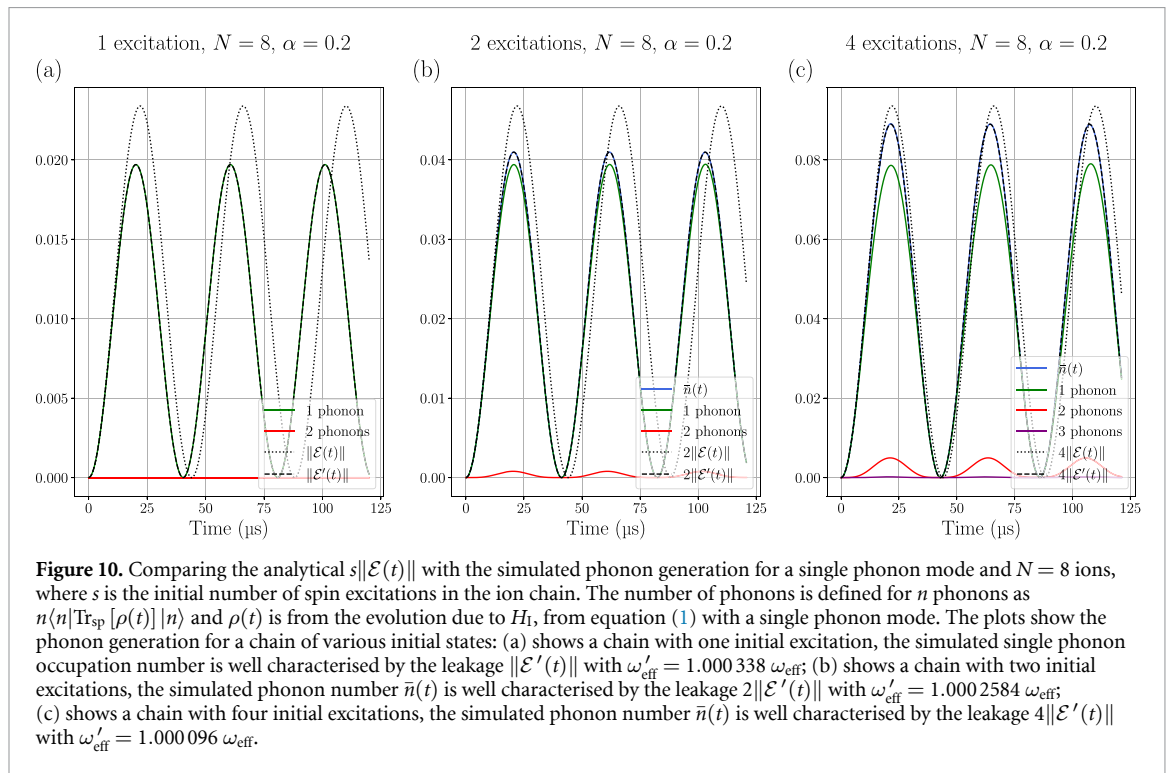 1 excitation, N = 8, α = 0.2
2 excitations, N = 8, α = 0.2
4 excitations, N = 8, α = 0.2
(a)
0.020
0.015
0.010
0.005
0.000
0 25 50 75 100 125
Time (µs)
1 phonon
2 phonons
‖ℰ(t)‖
‖ℰ′(t)‖
(b)
0.04
0.03
0.02
0.01
0.00
0 25 50 75 100 125
Time (µs)
n̄(t)
1 phonon
2 phonons
2‖ℰ(t)‖
2‖ℰ′(t)‖
(c)
0.08
0.06
0.04
0.02
0.00
0 25 50 75 100 125
Time (µs)
n̄(t)
1 phonon
2 phonons
3 phonons
4‖ℰ(t)‖
4‖ℰ′(t)‖
Figure 10. Comparing the analytical s‖ℰ(t)‖ with the simulated phonon generation for a single phonon mode and N = 8 ions,
where s is the initial number of spin excitations in the ion chain. The number of phonons is defined for n phonons as
n⟨n|Tr_sp [ρ(t)] |n⟩ and ρ(t) is from the evolution due to H_I, from equation (1) with a single phonon mode. The plots show the
phonon generation for a chain of various initial states: (a) shows a chain with one initial excitation, the simulated single phonon
occupation number is well characterised by the leakage ‖ℰ′(t)‖ with ω′_eff = 1.000 338 ω_eff; (b) shows a chain with two initial
excitations, the simulated phonon number n̄(t) is well characterised by the leakage 2‖ℰ′(t)‖ with ω′_eff = 1.000 2584 ω_eff;
(c) shows a chain with four initial excitations, the simulated phonon number n̄(t) is well characterised by the leakage 4‖ℰ′(t)‖
with ω′_eff = 1.000 096 ω_eff.